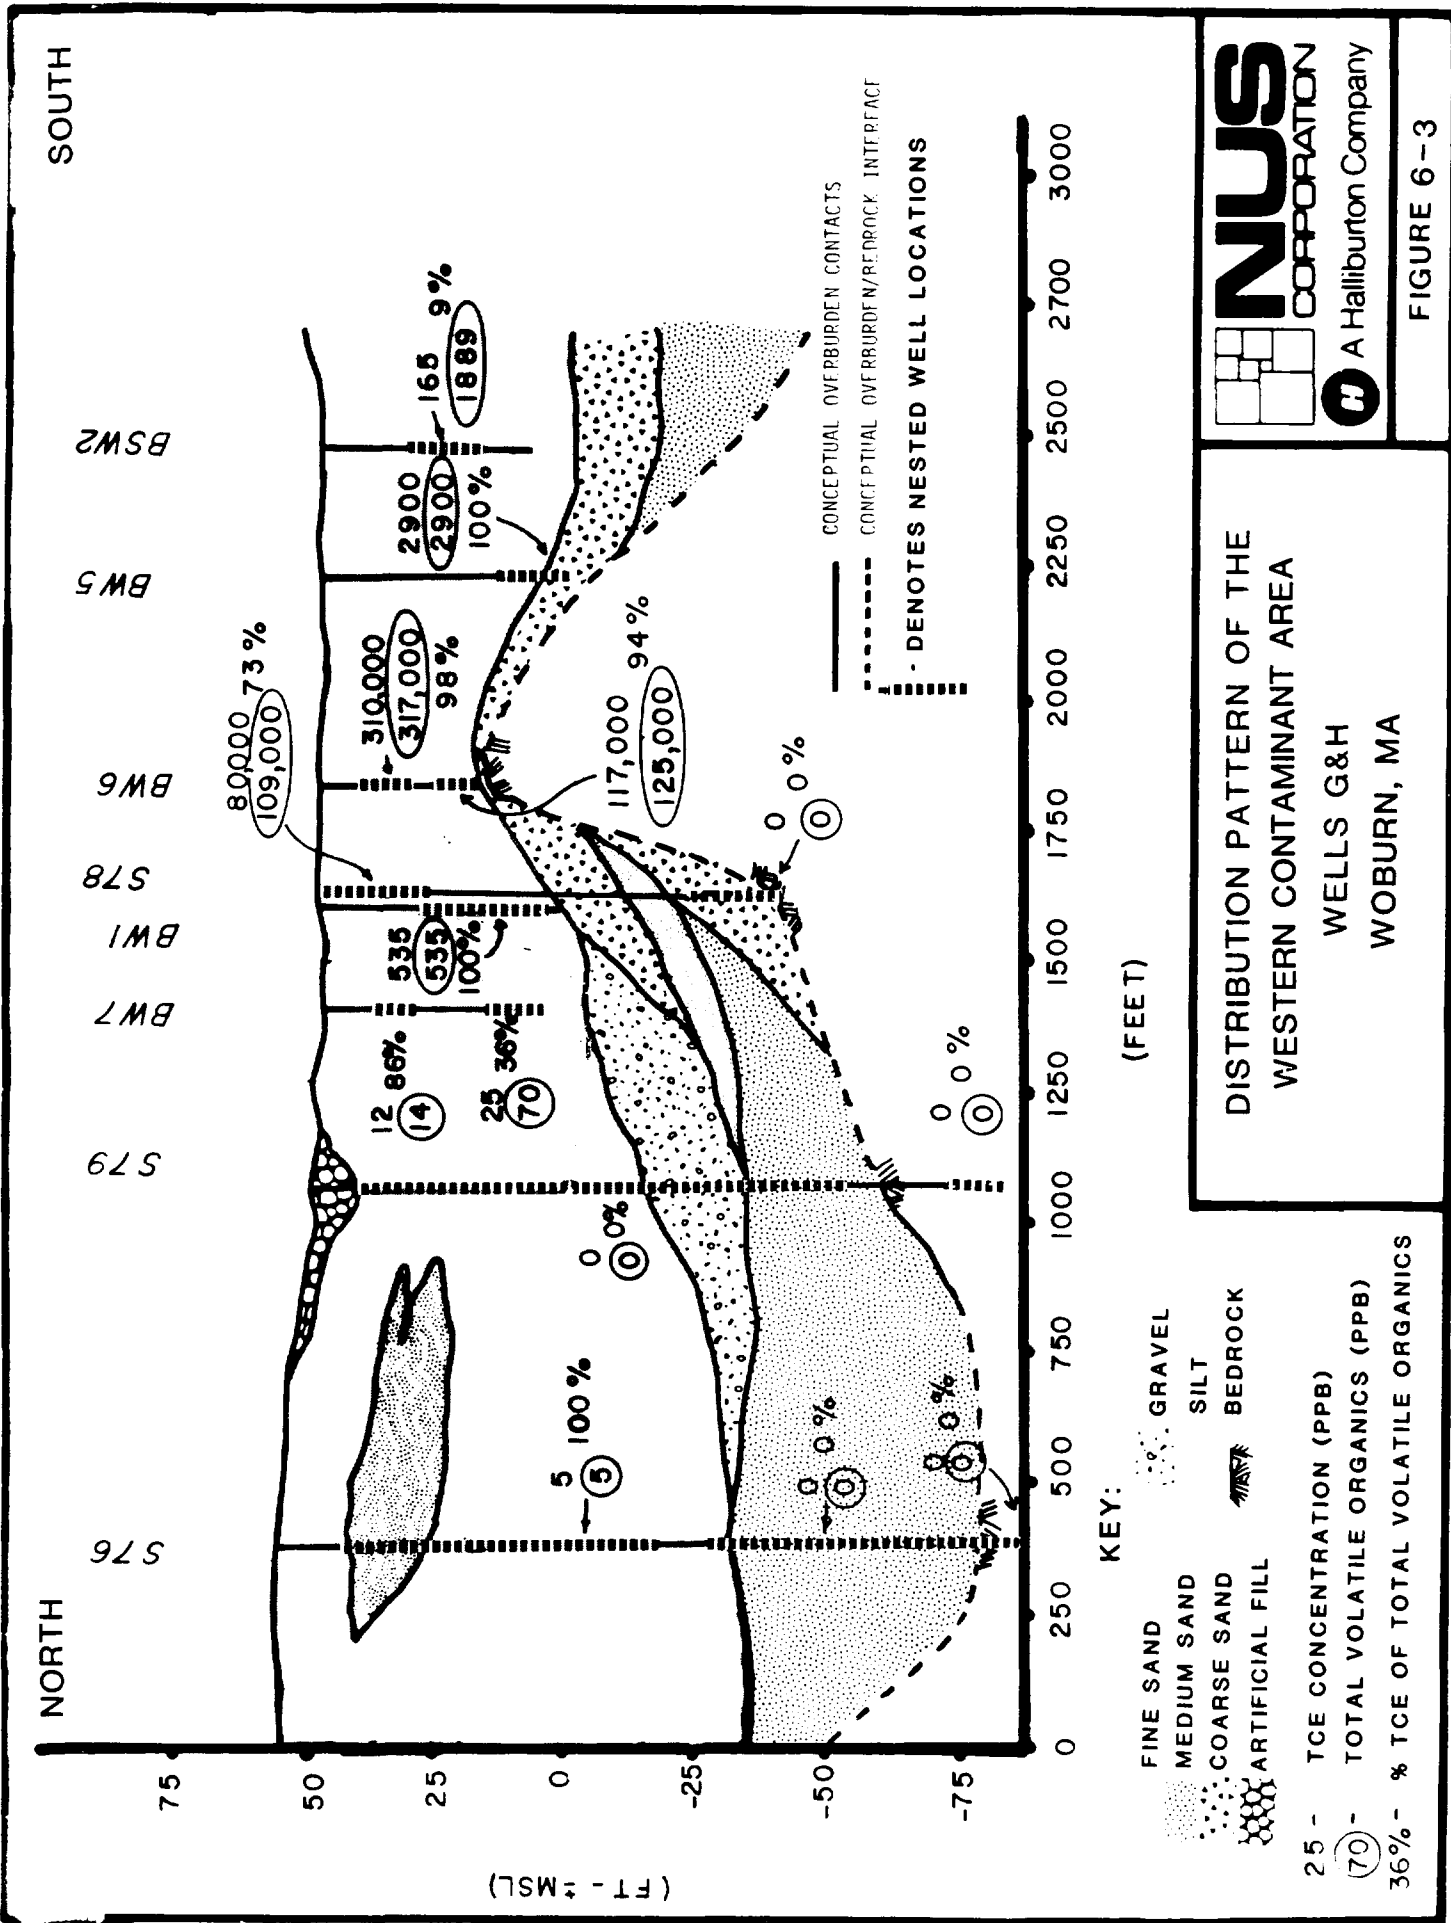 NORTH
SOUTH
S76
S79
BW7
BW1
S78
BW6
BW5
BSW2
75
50
25
0
-25
-50
-75
(FT - ± MSL)
80,000 73%
109,000
310,000
317,000
98%
2900
2900
100%
165 9%
1889
535
535
100%
12 86%
14
25 36%
70
117,000 94%
125,000
5 100%
5
0 0%
0
0 0%
0
0 0%
0
0 0%
0
0 0%
0
CONCEPTUAL OVERBURDEN CONTACTS
CONCEPTUAL OVERBURDEN/BEDROCK INTERFACE
- DENOTES NESTED WELL LOCATIONS
0 250 500 750 1000 1250 1500 1750 2000 2250 2500 2700 3000
(FEET)
KEY:
FINE SAND
MEDIUM SAND
COARSE SAND
ARTIFICIAL FILL
GRAVEL
SILT
BEDROCK
25 - TCE CONCENTRATION (PPB)
70 - TOTAL VOLATILE ORGANICS (PPB)
36% - % TCE OF TOTAL VOLATILE ORGANICS
DISTRIBUTION PATTERN OF THE
WESTERN CONTAMINANT AREA
WELLS G&H
WOBURN, MA
NUS
CORPORATION
H A Halliburton Company
FIGURE 6-3